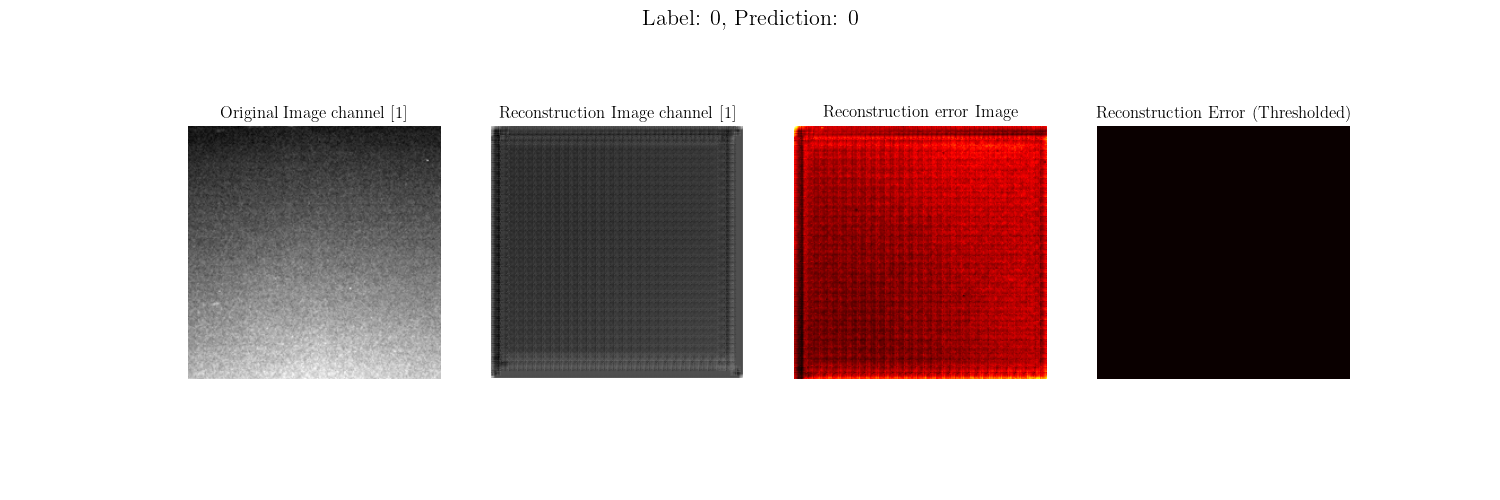 Label: 0, Prediction: 0
Original Image channel [1]
Reconstruction Image channel [1]
Reconstruction error Image
Reconstruction Error (Thresholded)